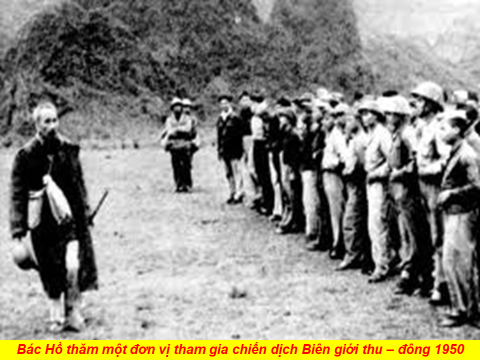 Bác Hồ thăm một đơn vị tham gia chiến dịch Biên giới thu – đông 1950